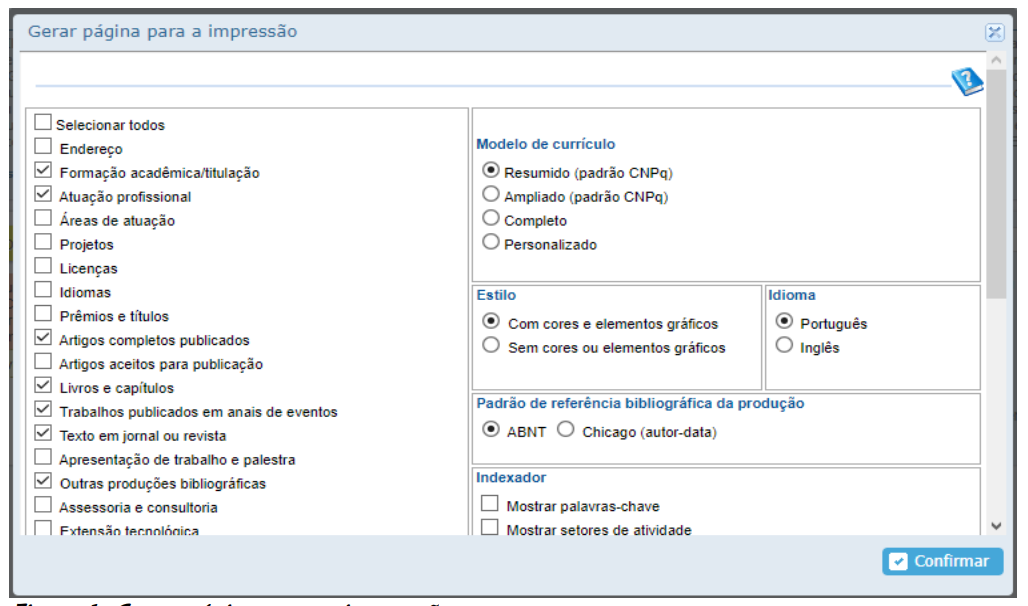 Gerar página para a impressão
Selecionar todos
Endereço
Formação acadêmica/titulação
Atuação profissional
Áreas de atuação
Projetos
Licenças
Idiomas
Prêmios e títulos
Artigos completos publicados
Artigos aceitos para publicação
Livros e capítulos
Trabalhos publicados em anais de eventos
Texto em jornal ou revista
Apresentação de trabalho e palestra
Outras produções bibliográficas
Assessoria e consultoria
Extensão tecnológica
Modelo de currículo
Resumido (padrão CNPq)
Ampliado (padrão CNPq)
Completo
Personalizado
Estilo
Com cores e elementos gráficos
Sem cores ou elementos gráficos
Idioma
Português
Inglês
Padrão de referência bibliográfica da produção
ABNT Chicago (autor-data)
Indexador
Mostrar palavras-chave
Mostrar setores de atividade
Confirmar